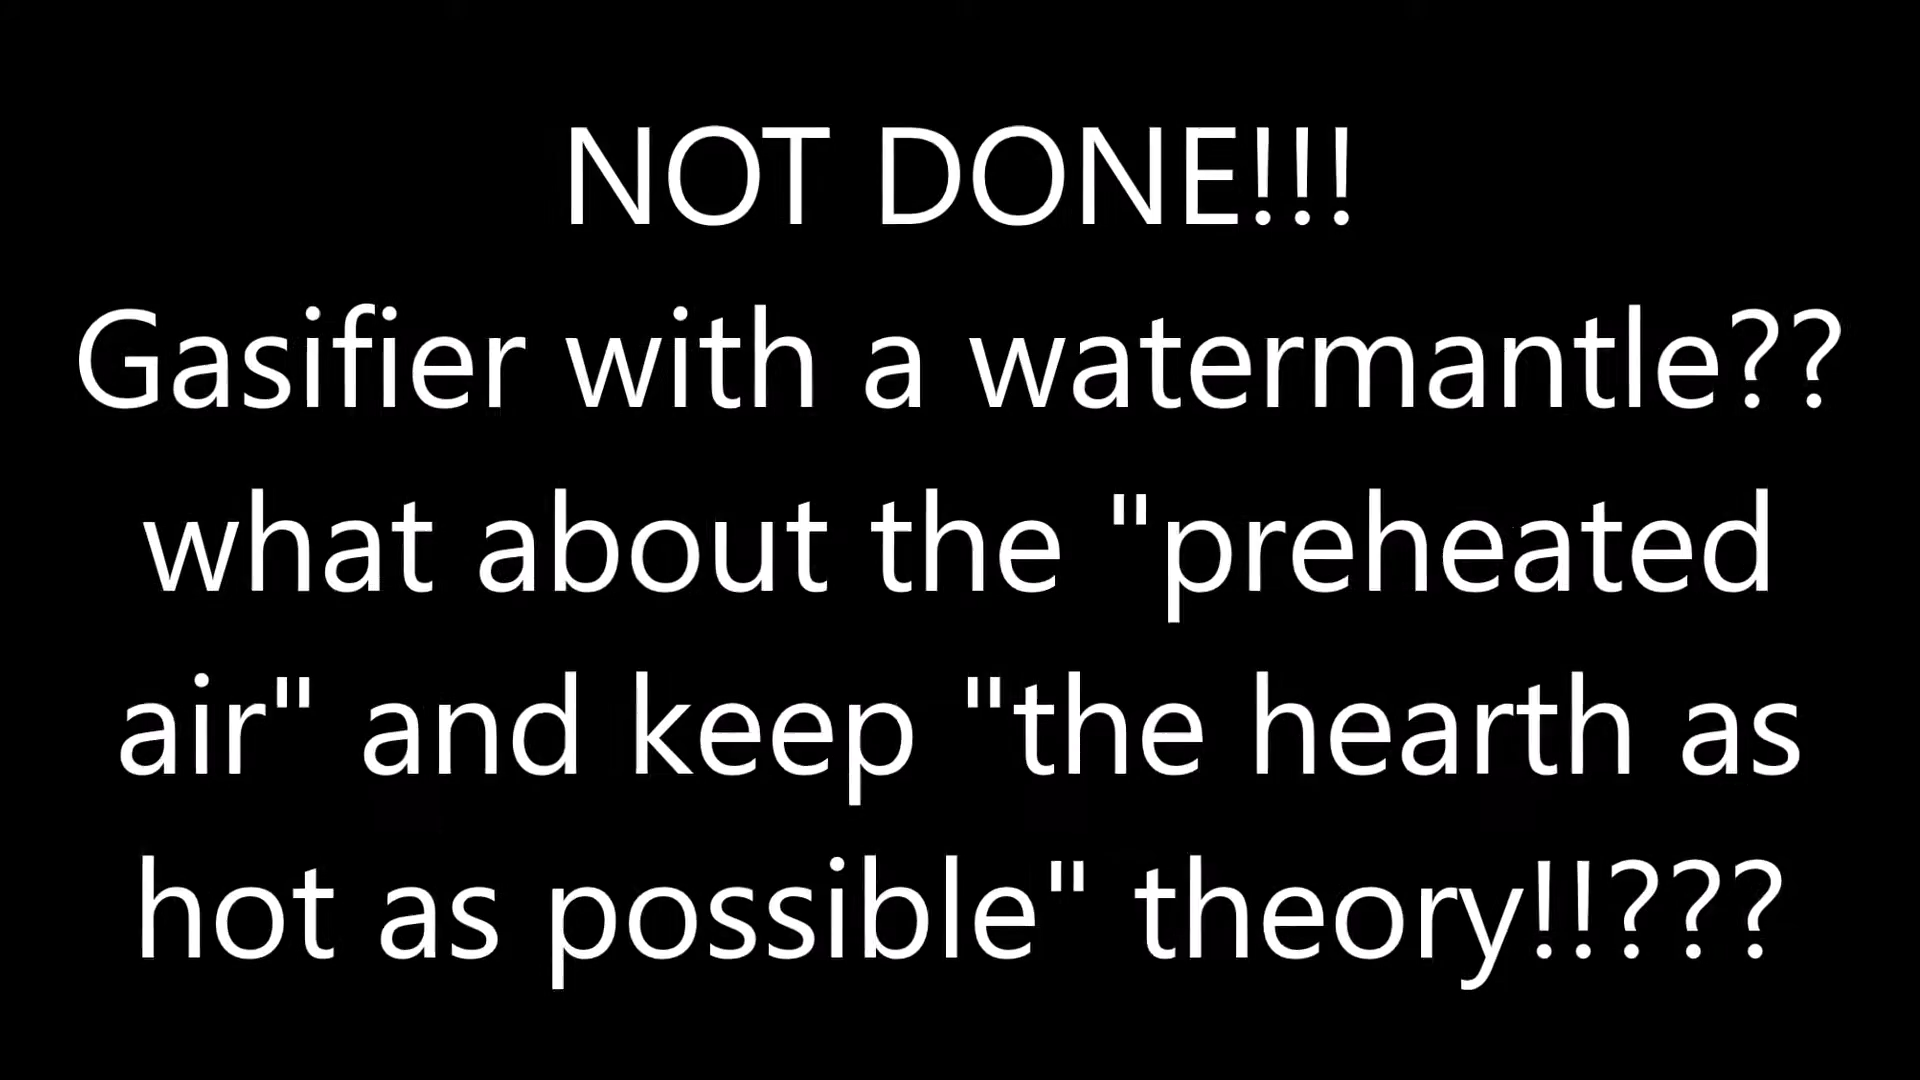 NOT DONE!!!
Gasifier with a watermantle??
what about the "preheated
air" and keep "the hearth as
hot as possible" theory!!???